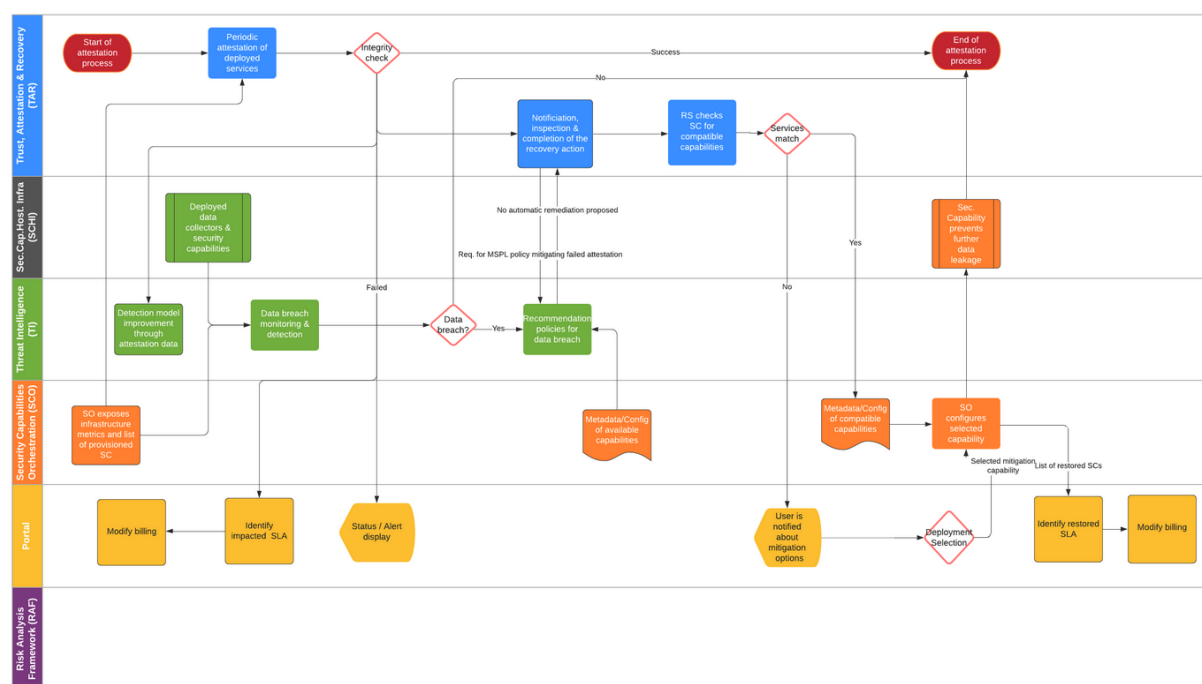 Trust, Attestation & Recovery
(TAR)
Start of
attestation
process
Periodic
attestation of
deployed
services
Integrity
check
Success
End of
attestation
process
No
Notificiation,
inspection &
completion of the
recovery action
RS checks
SC for
compatible
capabilities
Services
match
Sec.Cap.Host. Infra
(SCHI)
Deployed
data
collectors &
security
capabilities
No automatic remediation proposed
Req. for MSPL policy mitigating failed attestation
Yes
Sec.
Capability
prevents
further
data
leakage
Threat Intelligence
(TI)
Failed
No
Detection model
improvement
through
attestation data
Data breach
monitoring &
detection
Data
breach?
Yes
Recommendation
policies for
data breach
Security Capabilities
Orchestration (SCO)
SO exposes
infrastructure
metrics and list
of provisioned
SC
Metadata/Config
of available
capabilities
Metadata/Config
of compatible
capabilities
SO
configures
selected
capability
Selected mitigation
capability
List of restored SCs
Portal
Modify billing
Identify
impacted SLA
Status / Alert
display
User is
notified
about
mitigation
options
Deployment
Selection
Identify restored
SLA
Modify billing
Risk Analysis
Framework (RAF)